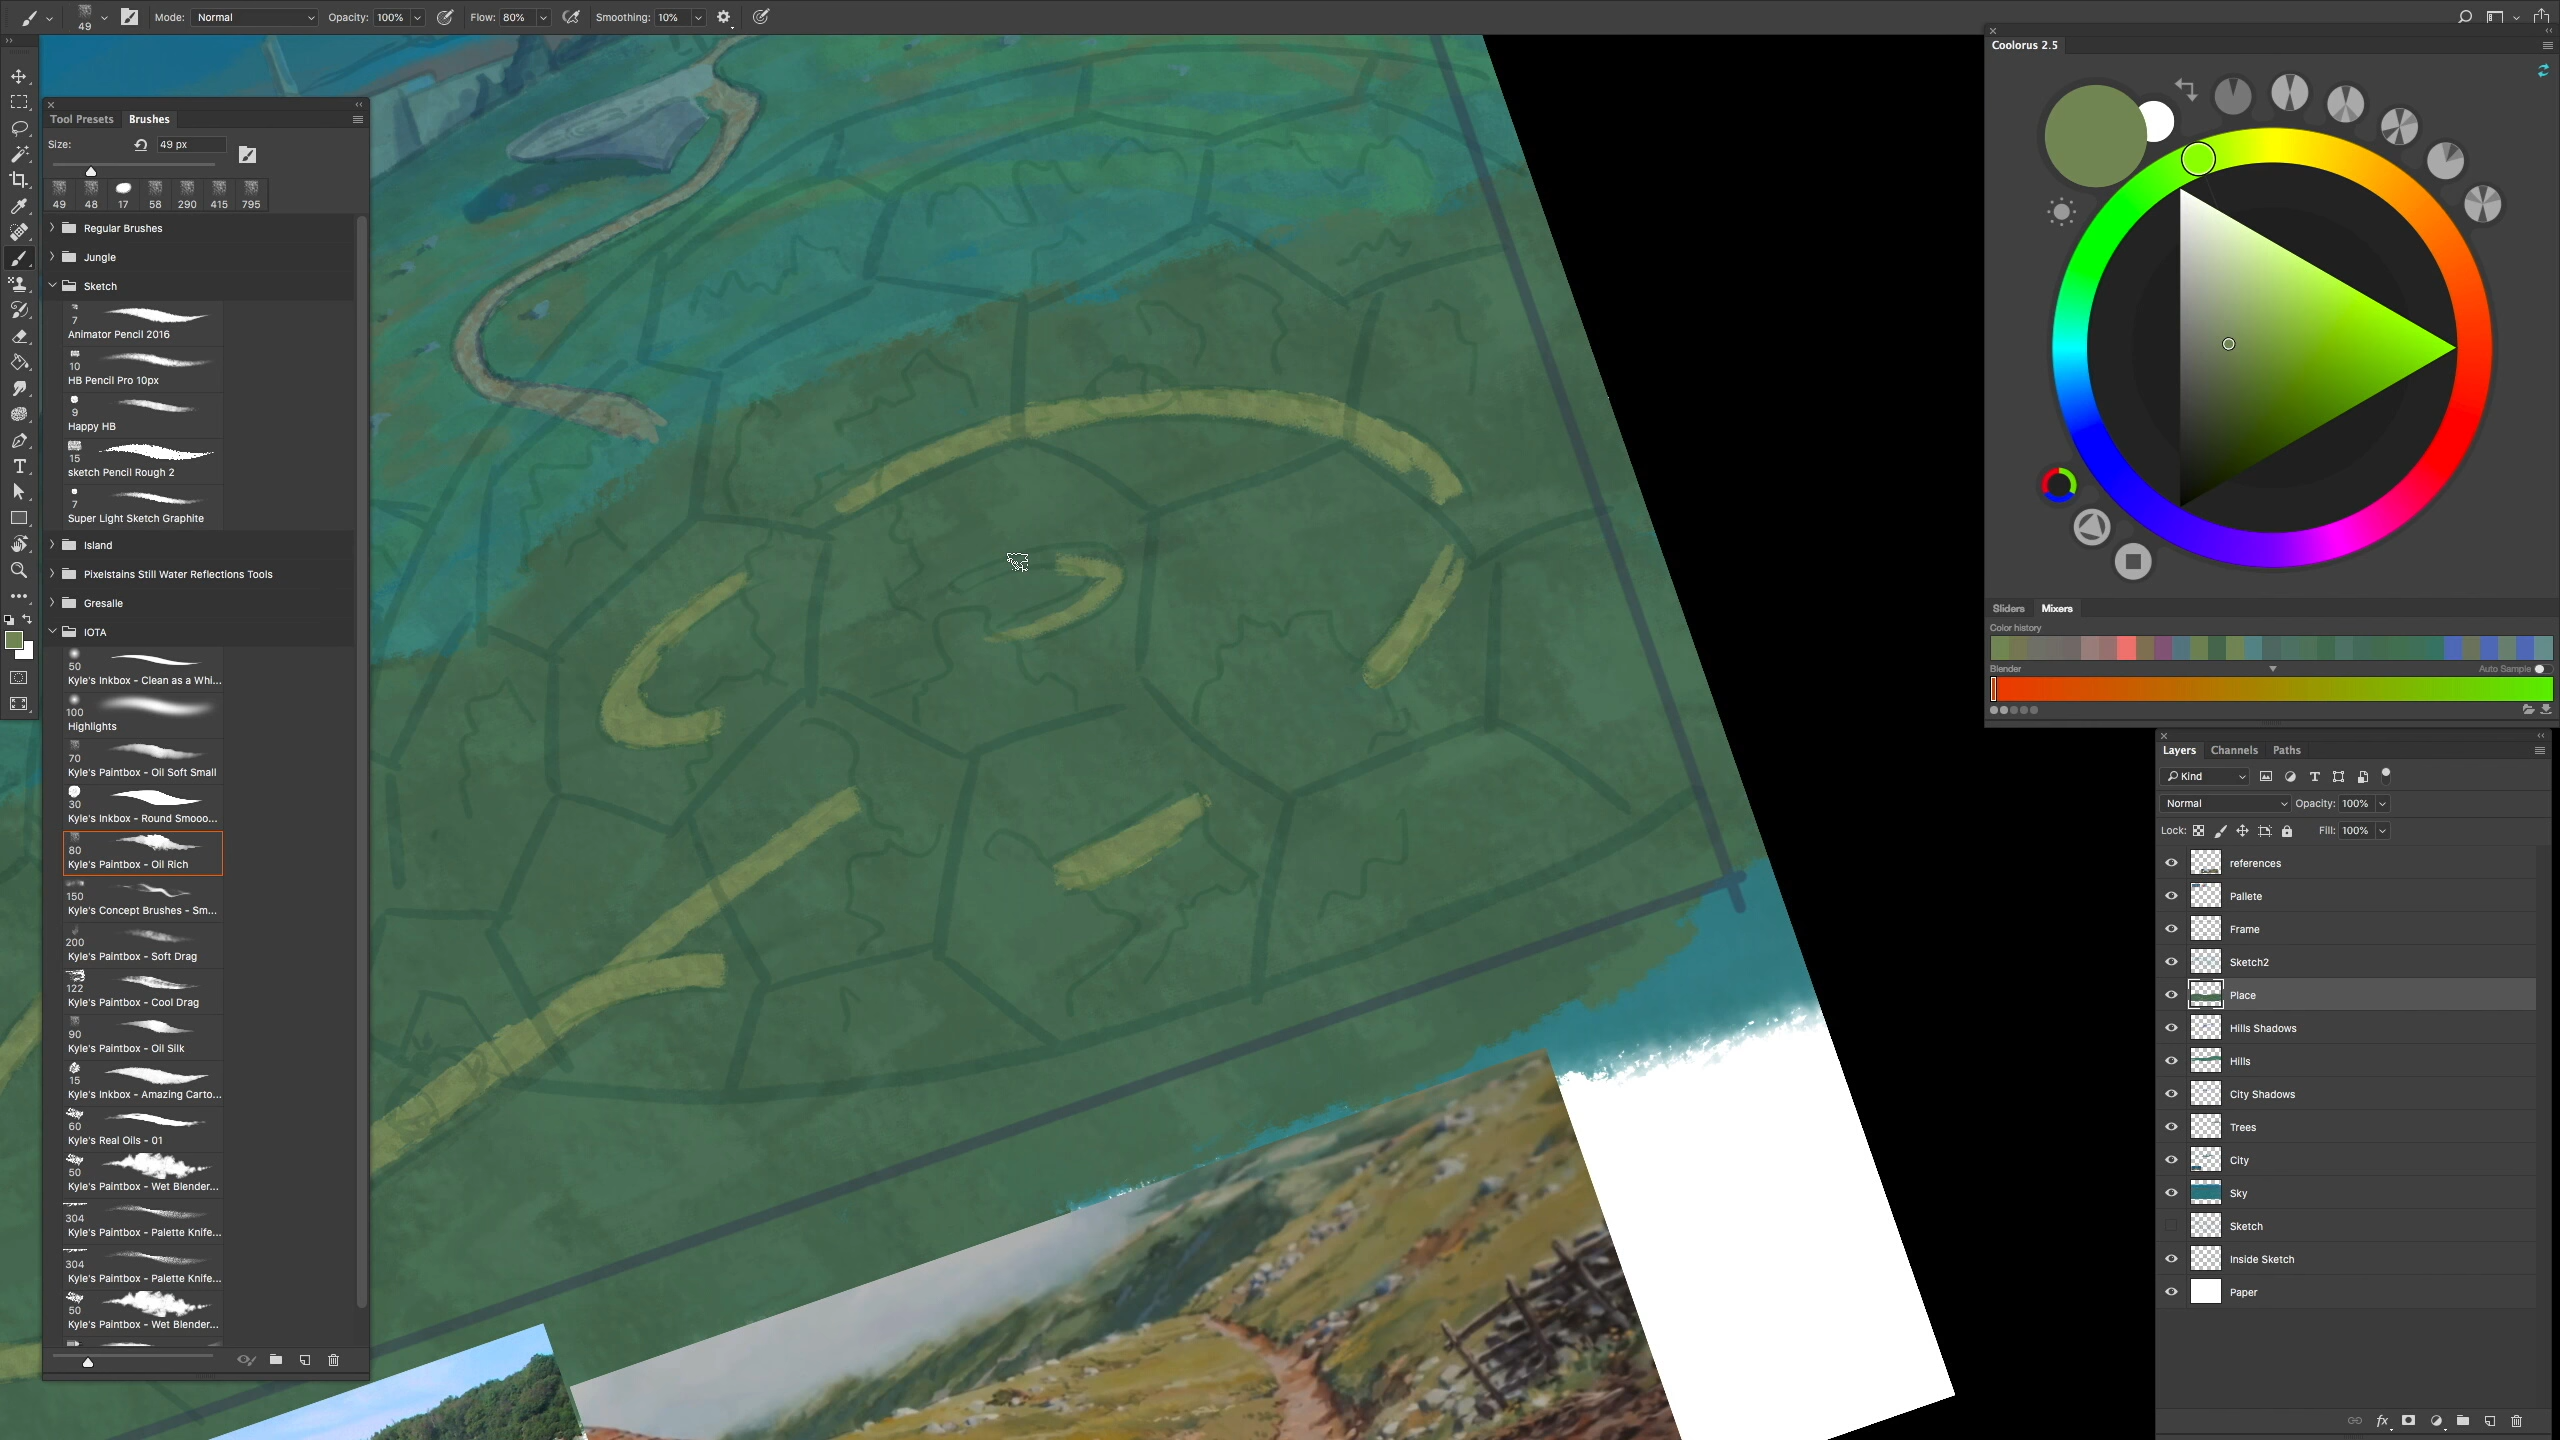 49
Mode: Normal
Opacity: 100%
Flow: 80%
Smoothing: 10%
Tool Presets
Brushes
Size:
49 px
49 48 17 58 290 415 795
Regular Brushes
Jungle
Sketch
7
Animator Pencil 2016
10
HB Pencil Pro 10px
9
Happy HB
15
sketch Pencil Rough 2
7
Super Light Sketch Graphite
Island
Pixelstains Still Water Reflections Tools
Gresalle
IOTA
50
Kyle's Inkbox - Clean as a Whi...
100
Highlights
70
Kyle's Paintbox - Oil Soft Small
30
Kyle's Inkbox - Round Smooo...
80
Kyle's Paintbox - Oil Rich
150
Kyle's Concept Brushes - Sm...
200
Kyle's Paintbox - Soft Drag
122
Kyle's Paintbox - Cool Drag
90
Kyle's Paintbox - Oil Silk
15
Kyle's Inkbox - Amazing Carto...
60
Kyle's Real Oils - 01
50
Kyle's Paintbox - Wet Blender...
304
Kyle's Paintbox - Palette Knife...
304
Kyle's Paintbox - Palette Knife...
50
Kyle's Paintbox - Wet Blender...
Coolorus 2.5
Sliders
Mixers
Color history
Blender
Auto Sample
Layers
Channels
Paths
Kind
Normal
Opacity: 100%
Lock:
Fill: 100%
references
Pallete
Frame
Sketch2
Place
Hills Shadows
Hills
City Shadows
Trees
City
Sky
Sketch
Inside Sketch
Paper